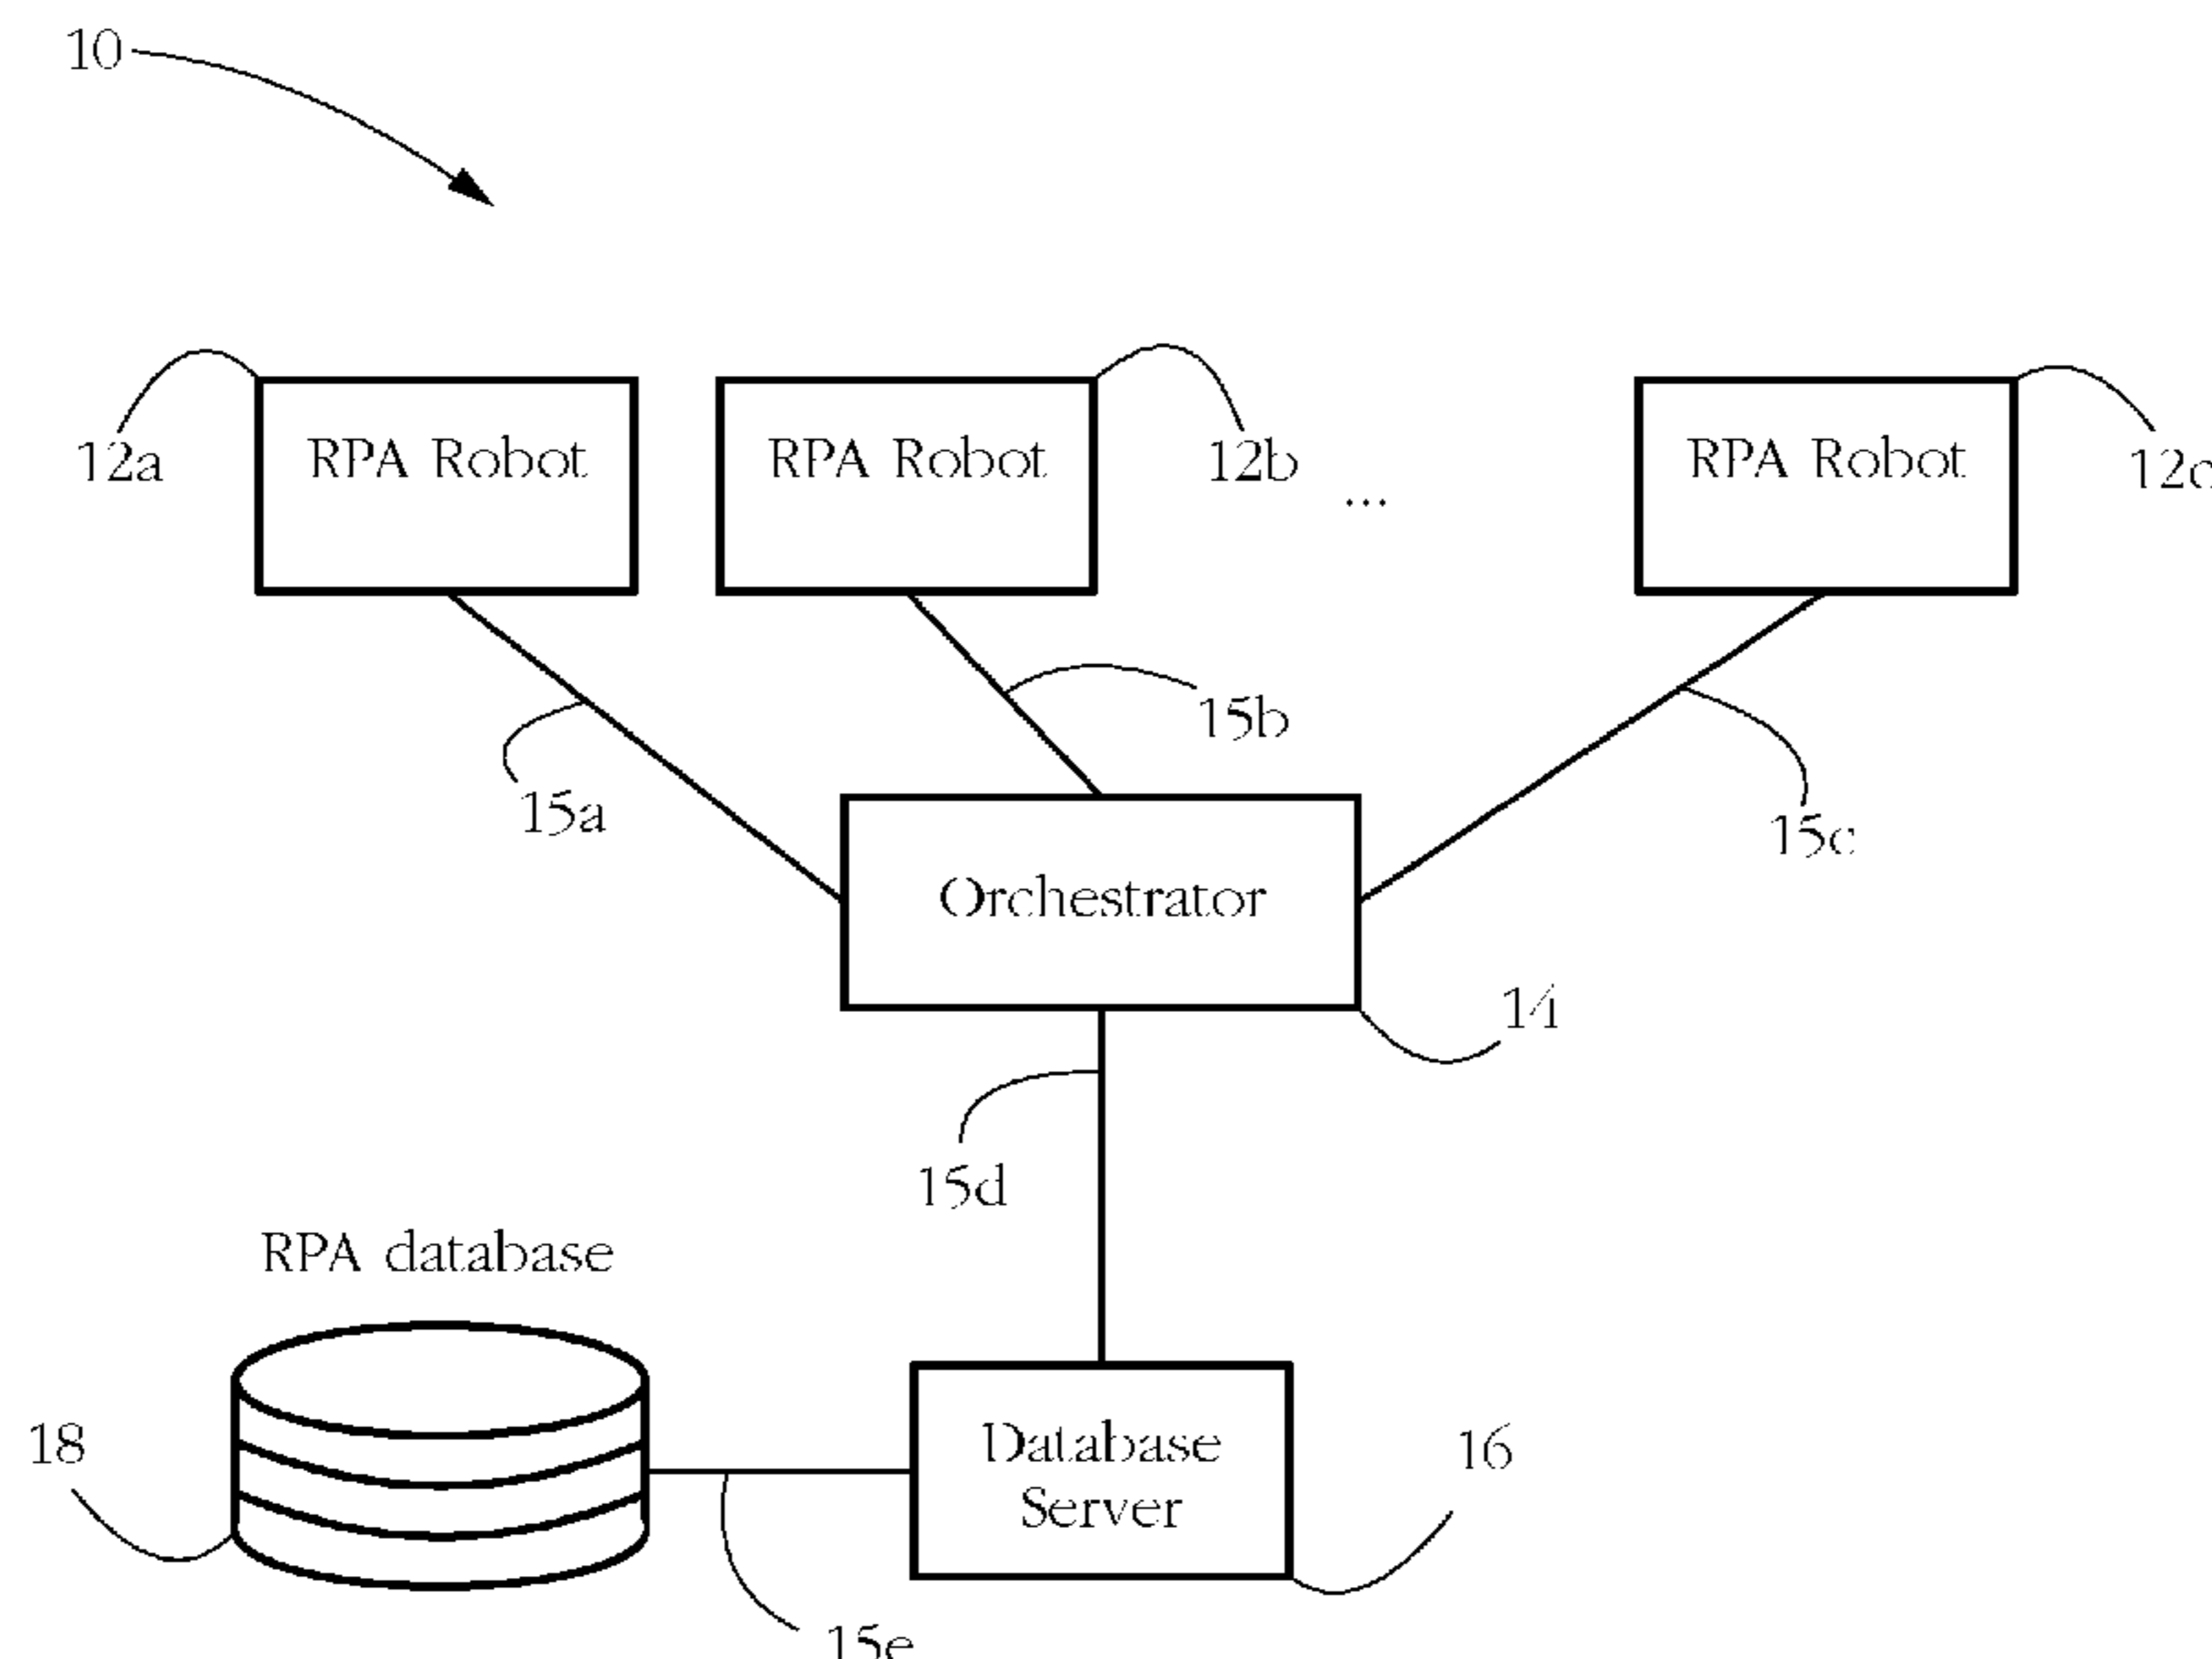 10
12a
RPA Robot
RPA Robot
12b
...
RPA Robot
15a
15b
15c
Orchestrator
14
15d
RPA database
18
Database
Server
16
15e